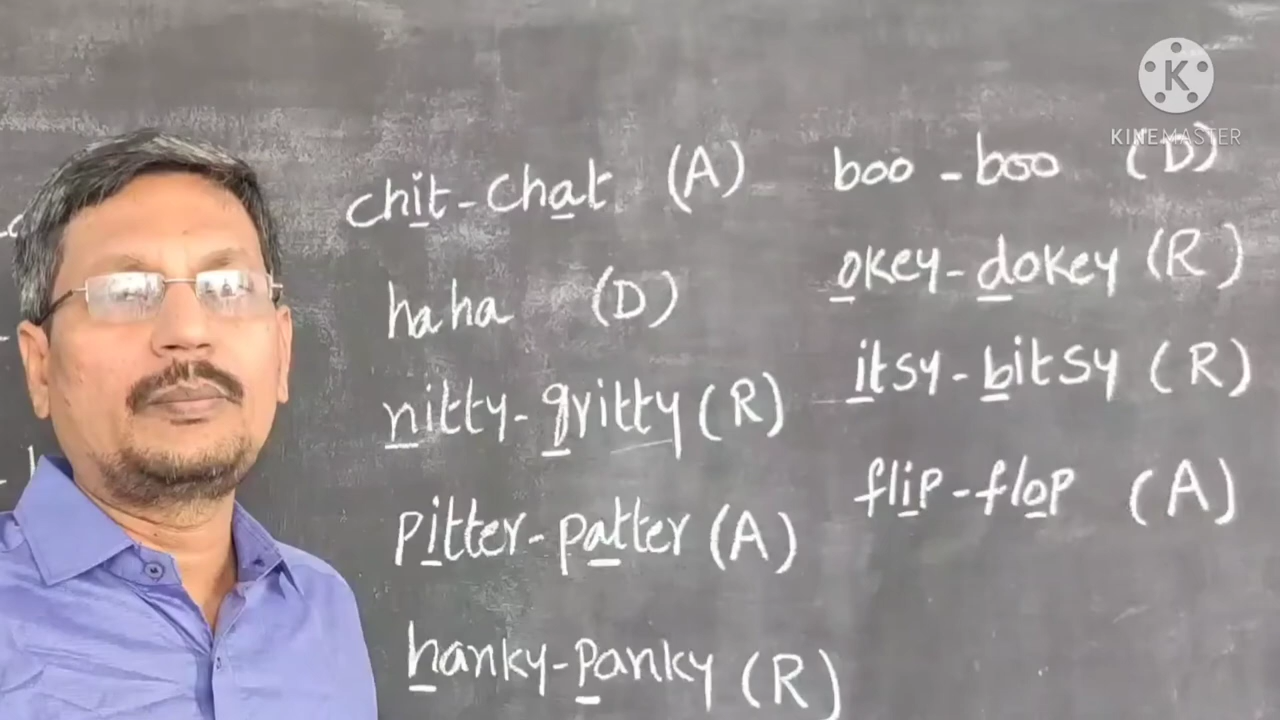 chit-chat (A)
haha (D)
nitty-gritty (R)
pitter-patter (A)
hanky-panky (R)
boo-boo (D)
okey-dokey (R)
itsy-bitsy (R)
flip-flop (A)
K
KINEMASTER